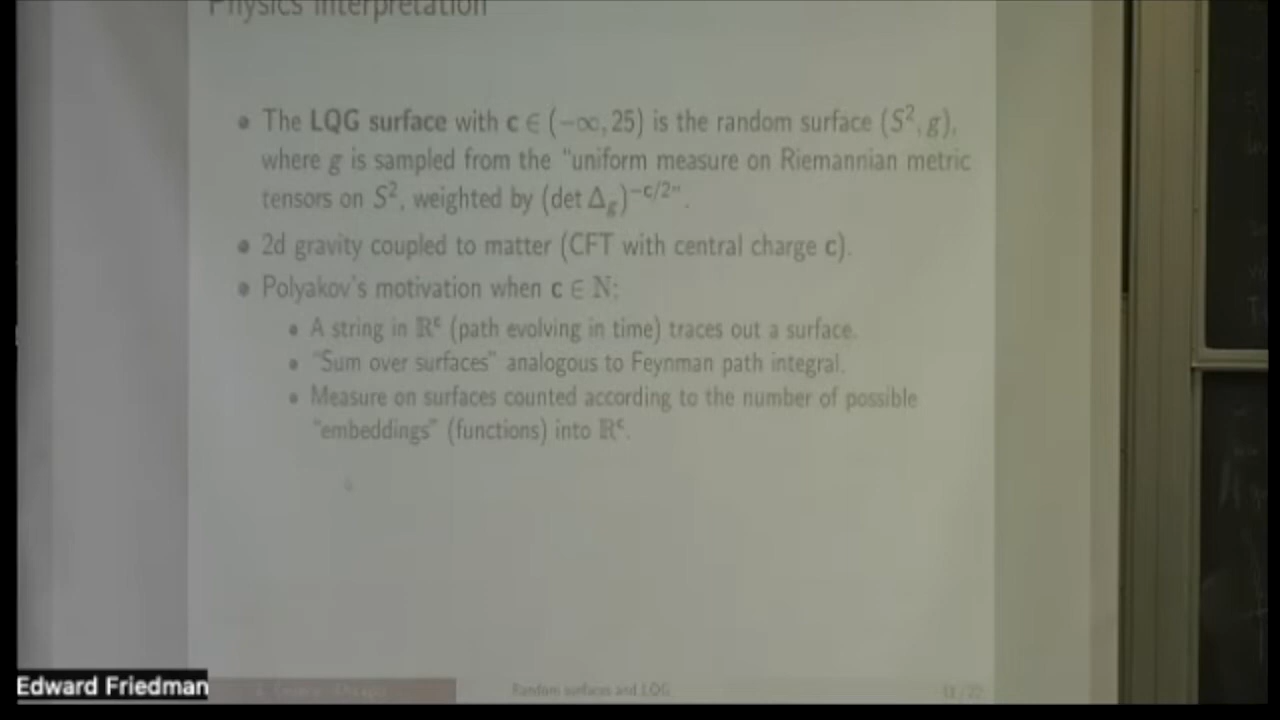 Physics Interpretation
• The LQG surface with c ∈ (−∞, 25) is the random surface (S², g),
where g is sampled from the "uniform measure on Riemannian metric
tensors on S², weighted by (det Δ_g)^{−c/2}".
• 2d gravity coupled to matter (CFT with central charge c).
• Polyakov's motivation when c ∈ ℕ:
• A string in ℝᶜ (path evolving in time) traces out a surface.
• "Sum over surfaces" analogous to Feynman path integral.
• Measure on surfaces counted according to the number of possible
"embeddings" (functions) into ℝᶜ.
Edward Friedman
Random surfaces and LQG